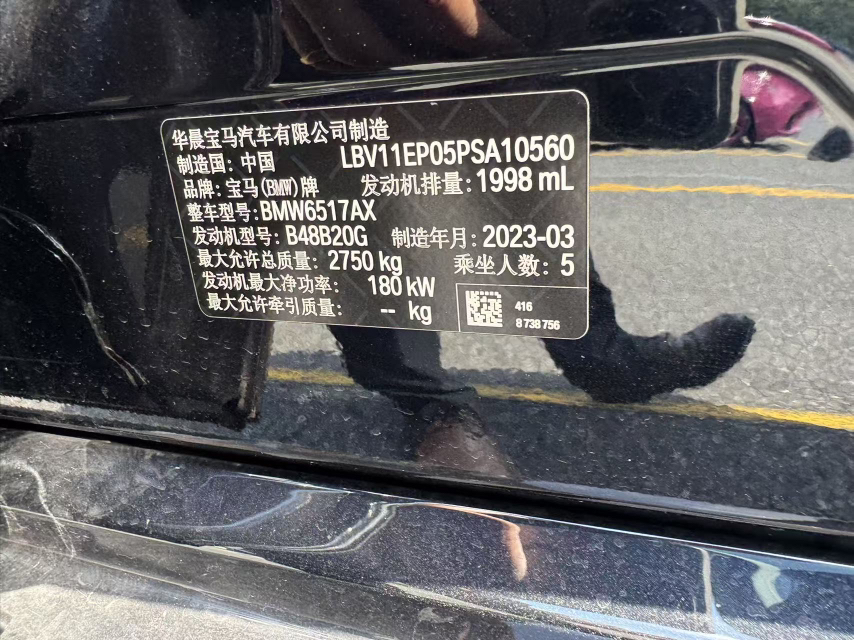 华晨宝马汽车有限公司制造
制造国: 中国 LBV11EP05PSA10560
品牌: 宝马(BMW)牌 发动机排量: 1998 mL
整车型号: BMW6517AX
发动机型号: B48B20G 制造年月: 2023-03
最大允许总质量: 2750 kg 乘坐人数: 5
发动机最大净功率: 180 kW
最大允许牵引质量: -- kg
416
8 738 756